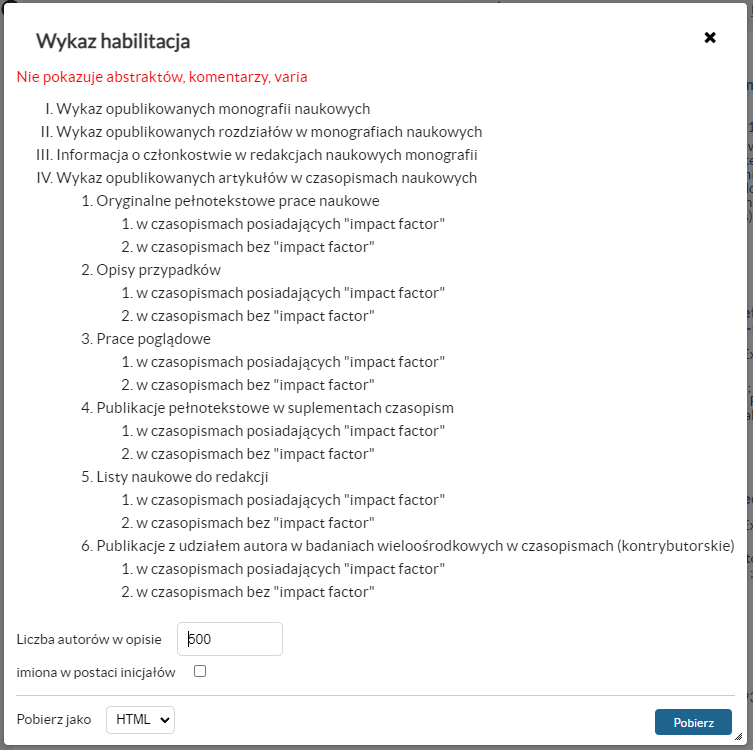 Wykaz habilitacja
Nie pokazuje abstraktów, komentarzy, varia
I. Wykaz opublikowanych monografii naukowych
II. Wykaz opublikowanych rozdziałów w monografiach naukowych
III. Informacja o członkostwie w redakcjach naukowych monografii
IV. Wykaz opublikowanych artykułów w czasopismach naukowych
1. Oryginalne pełnotekstowe prace naukowe
1. w czasopismach posiadających "impact factor"
2. w czasopismach bez "impact factor"
2. Opisy przypadków
1. w czasopismach posiadających "impact factor"
2. w czasopismach bez "impact factor"
3. Prace poglądowe
1. w czasopismach posiadających "impact factor"
2. w czasopismach bez "impact factor"
4. Publikacje pełnotekstowe w suplementach czasopism
1. w czasopismach posiadających "impact factor"
2. w czasopismach bez "impact factor"
5. Listy naukowe do redakcji
1. w czasopismach posiadających "impact factor"
2. w czasopismach bez "impact factor"
6. Publikacje z udziałem autora w badaniach wieloośrodkowych w czasopismach (kontrybutorskie)
1. w czasopismach posiadających "impact factor"
2. w czasopismach bez "impact factor"
Liczba autorów w opisie 500
imiona w postaci inicjałów
Pobierz jako HTML Pobierz